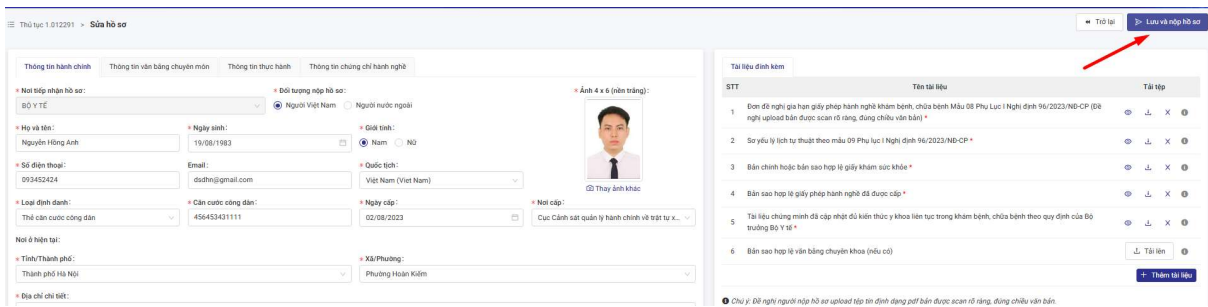 Thủ tục 1.012291 > Sửa hồ sơ
Trở lại
Lưu và nộp hồ sơ
Thông tin hành chính
Thông tin văn bằng chuyên môn
Thông tin thực hành
Thông tin chứng chỉ hành nghề
* Nơi tiếp nhận hồ sơ:
* Đối tượng nộp hồ sơ:
* Ảnh 4 x 6 (nền trắng):
BỘ Y TẾ
Người Việt Nam
Người nước ngoài
* Họ và tên:
* Ngày sinh:
* Giới tính:
Nguyễn Hồng Anh
19/08/1983
Nam
Nữ
* Số điện thoại:
Email:
* Quốc tịch:
093452424
dsdhn@gmail.com
Việt Nam (Viet Nam)
Thay ảnh khác
* Loại định danh:
* Căn cước công dân:
* Ngày cấp:
* Nơi cấp:
Thẻ căn cước công dân
456453431111
02/08/2023
Cục Cảnh sát quản lý hành chính về trật tự x...
Nơi ở hiện tại:
* Tỉnh/Thành phố:
* Xã/Phường:
Thành phố Hà Nội
Phường Hoàn Kiếm
* Địa chỉ chi tiết:
Tài liệu đính kèm
STT
Tên tài liệu
Tải tệp
1
Đơn đề nghị gia hạn giấy phép hành nghề khám bệnh, chữa bệnh Mẫu 08 Phụ Lục I Nghị định 96/2023/NĐ-CP (Đề
nghị upload bản được scan rõ ràng, đúng chiều văn bản) *
2
Sơ yếu lý lịch tự thuật theo mẫu 09 Phụ lục I Nghị định 96/2023/NĐ-CP *
3
Bản chính hoặc bản sao hợp lệ giấy khám sức khỏe *
4
Bản sao hợp lệ giấy phép hành nghề đã được cấp *
5
Tài liệu chứng minh đã cập nhật đủ kiến thức y khoa liên tục trong khám bệnh, chữa bệnh theo quy định của Bộ
trưởng Bộ Y tế *
6
Bản sao hợp lệ văn bằng chuyên khoa (nếu có)
Tải lên
+ Thêm tài liệu
Chú ý: Đề nghị người nộp hồ sơ upload tệp tin định dạng pdf bản được scan rõ ràng, đúng chiều văn bản.